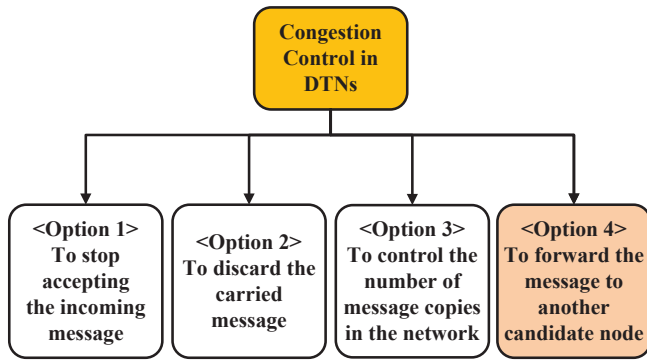 Congestion
Control in
DTNs
<Option 1>
To stop
accepting
the incoming
message
<Option 2>
To discard the
carried
message
<Option 3>
To control the
number of
message copies
in the network
<Option 4>
To forward the
message to
another
candidate node